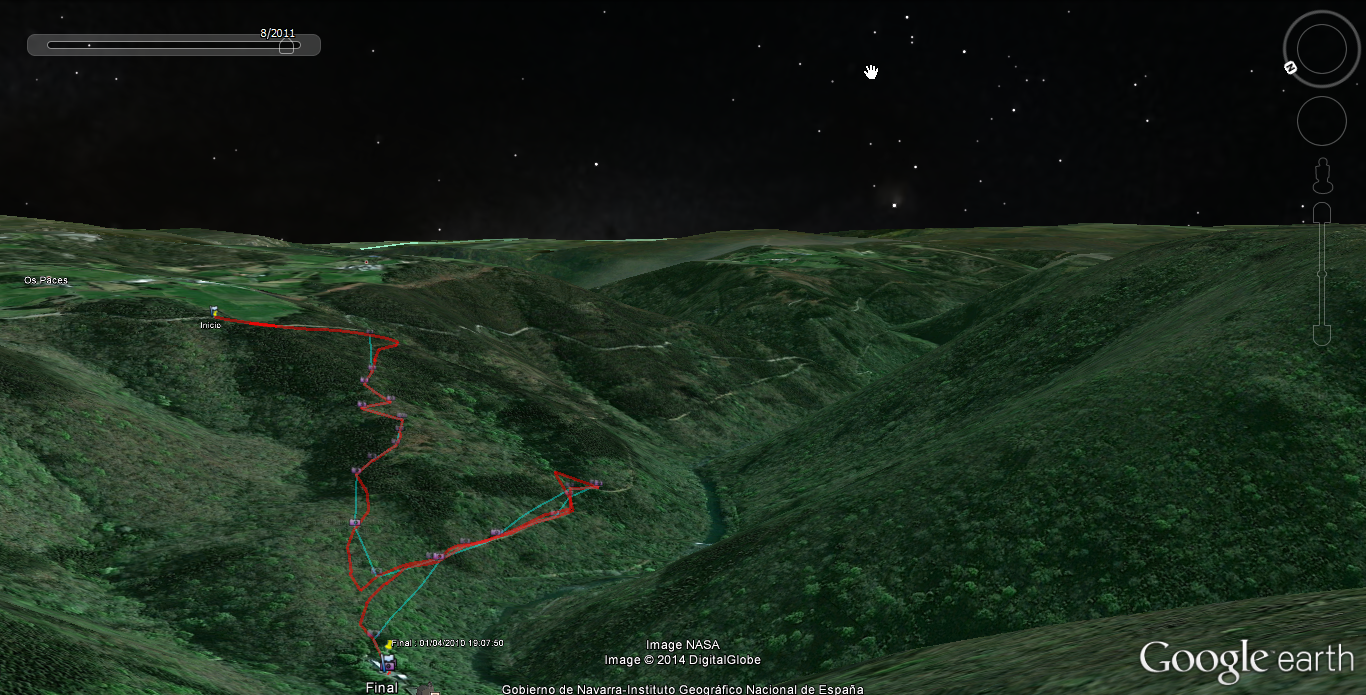 8/2011
N
Os Paces
Inicio
Final : 01/04/2010 19:07:50
Final
Image NASA
Image © 2014 DigitalGlobe
Gobierno de Navarra-Instituto Geográfico Nacional de España
Google earth